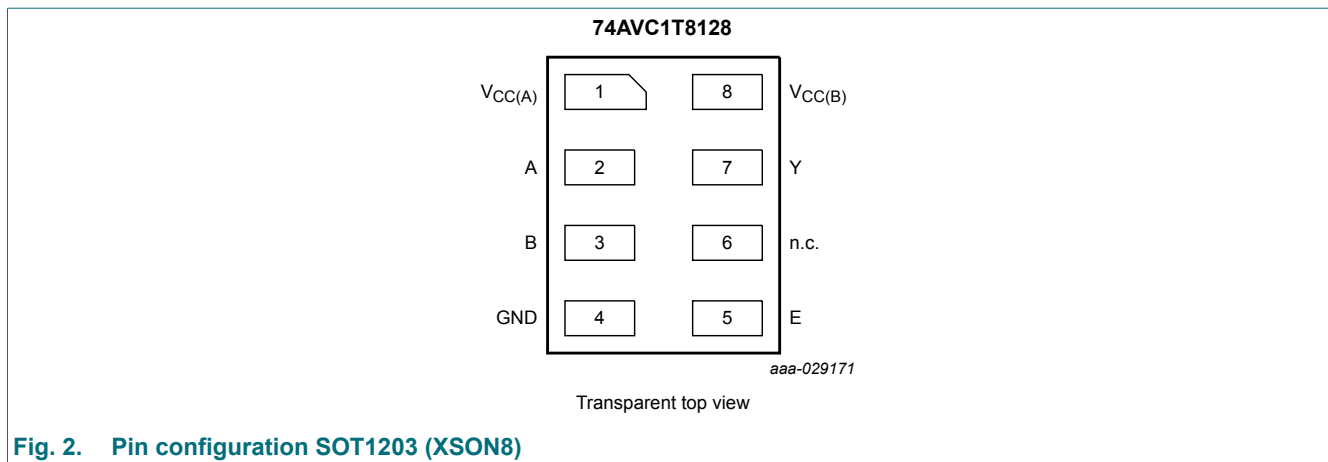 74AVC1T8128
VCC(A) 1 8 VCC(B)
A 2 7 Y
B 3 6 n.c.
GND 4 5 E
aaa-029171
Transparent top view
Fig. 2. Pin configuration SOT1203 (XSON8)